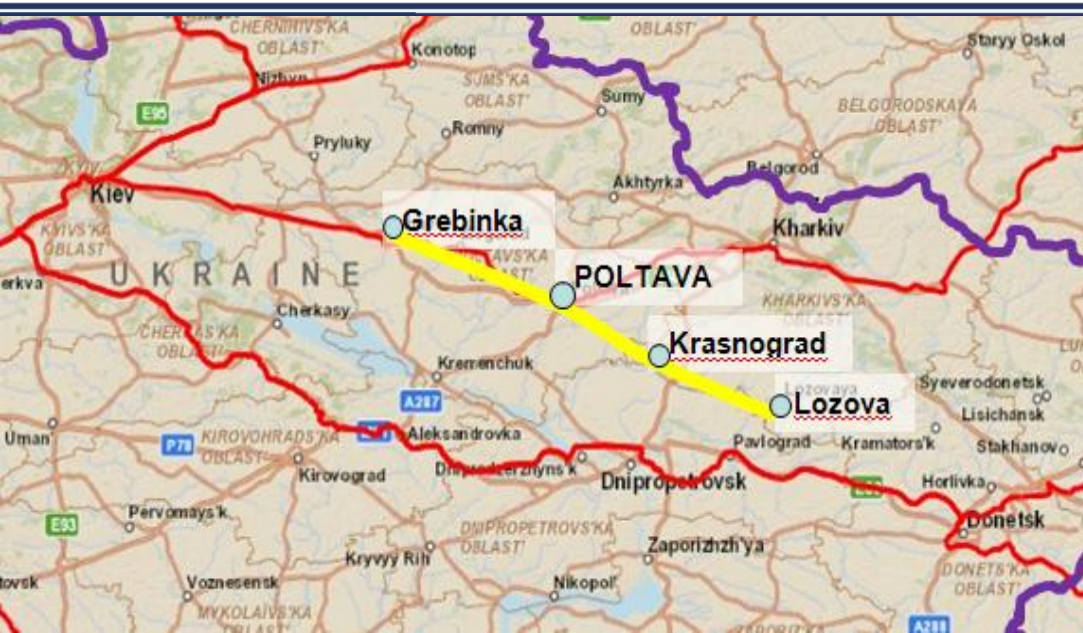 CHERNIHIVS'KA
OBLAST'
OBLAST'
Konotop
Staryy Oskol
Nizhyn
SUMS'KA
OBLAST'
Sumy
BELGORODSKAYA
OBLAST'
E95
Romny
Pryluky
Belgorod
KYIV
Kiev
Akhtyrka
Grebinka
Kharkiv
KYIVS'KA
OBLAST'
UKRAINE
POLTAVA
erkva
Cherkasy
KHARKIVS'KA
OBLAST'
CHERKAS'KA
OBLAST'
Krasnograd
Kremenchuk
Lozovaya
Syeverodonetsk
A287
Lozova
Lisichansk
Uman
P78
KIROVOHRADS'KA
OBLAST'
Aleksandrovka
Pavlograd
Kramators'k
Stakhanov
Kirovograd
Dniprodzerzhyns'k
Dnipropetrovsk
Horlivka
E93
Pervomays'k
DNIPROPETROVS'KA
OBLAST'
Donetsk
Kryvyy Rih
Zaporizhzh'ya
DONETS'KA
OBLAST'
tovsk
Voznesensk
Nikopol'
MYKOLAIVS'KA
OBLAST'
A288